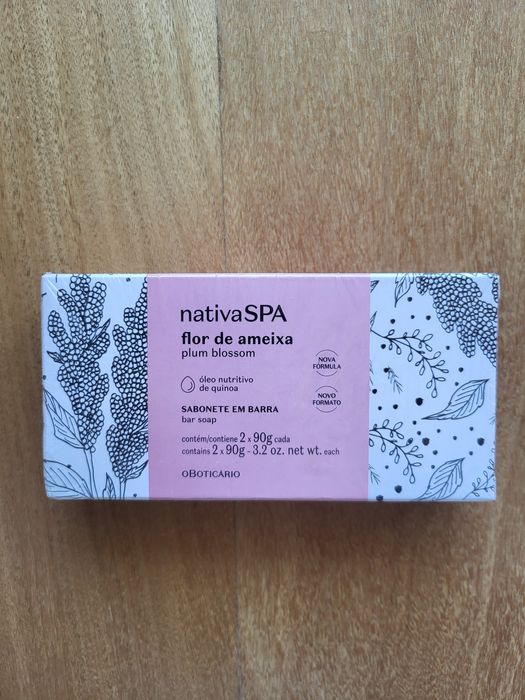 nativaSPA
flor de ameixa
plum blossom
óleo nutritivo
de quinoa
NOVA
FÓRMULA
NOVO
FORMATO
SABONETE EM BARRA
bar soap
contém/contiene 2 x 90g cada
contains 2 x 90g - 3.2 oz. net wt. each
oBOTICÁRIO